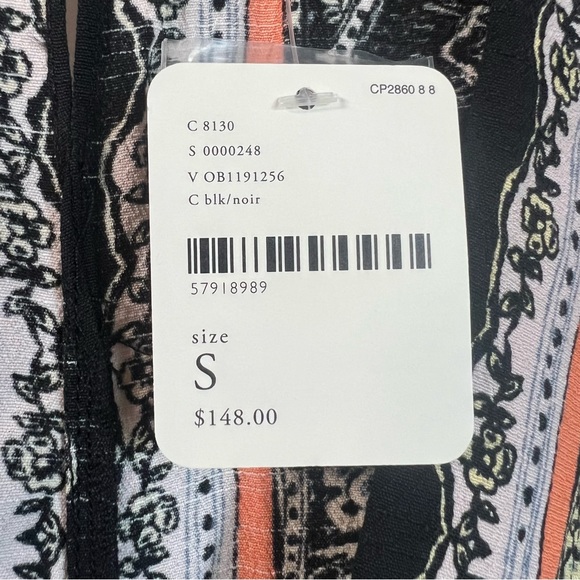 CP2860 8 8
C 8130
S 0000248
V OB1191256
C blk/noir
57918989
size
S
$148.00